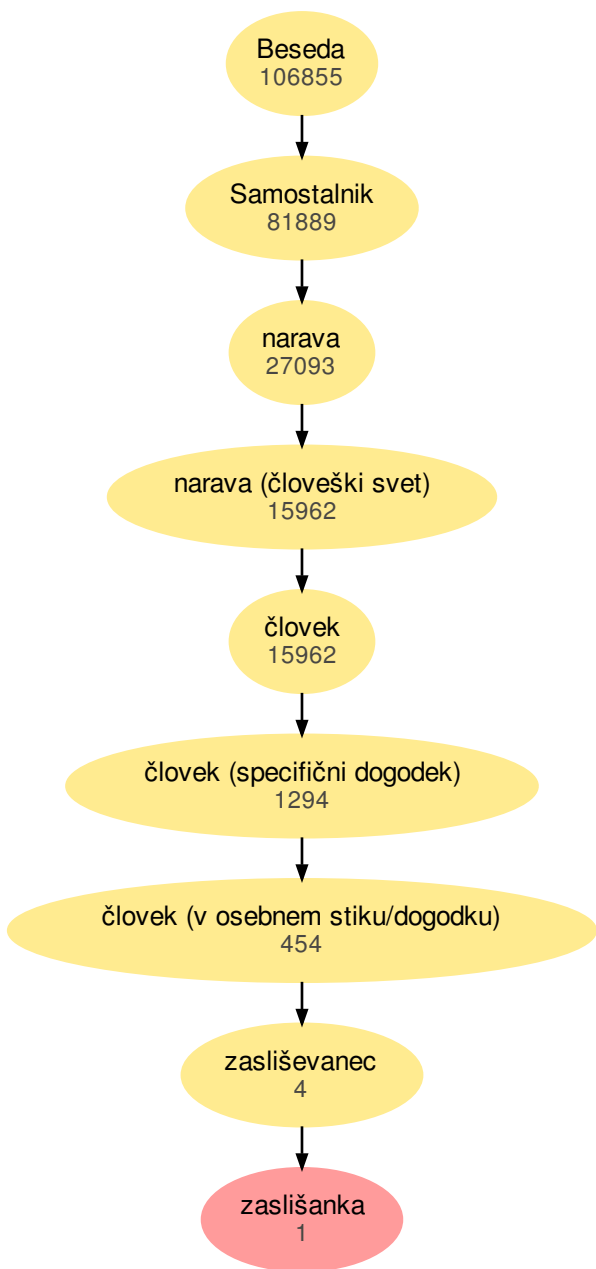 Beseda
106855
Samostalnik
81889
narava
27093
narava (človeški svet)
15962
človek
15962
človek (specifični dogodek)
1294
človek (v osebnem stiku/dogodku)
454
zasliševanec
4
zaslišanka
1